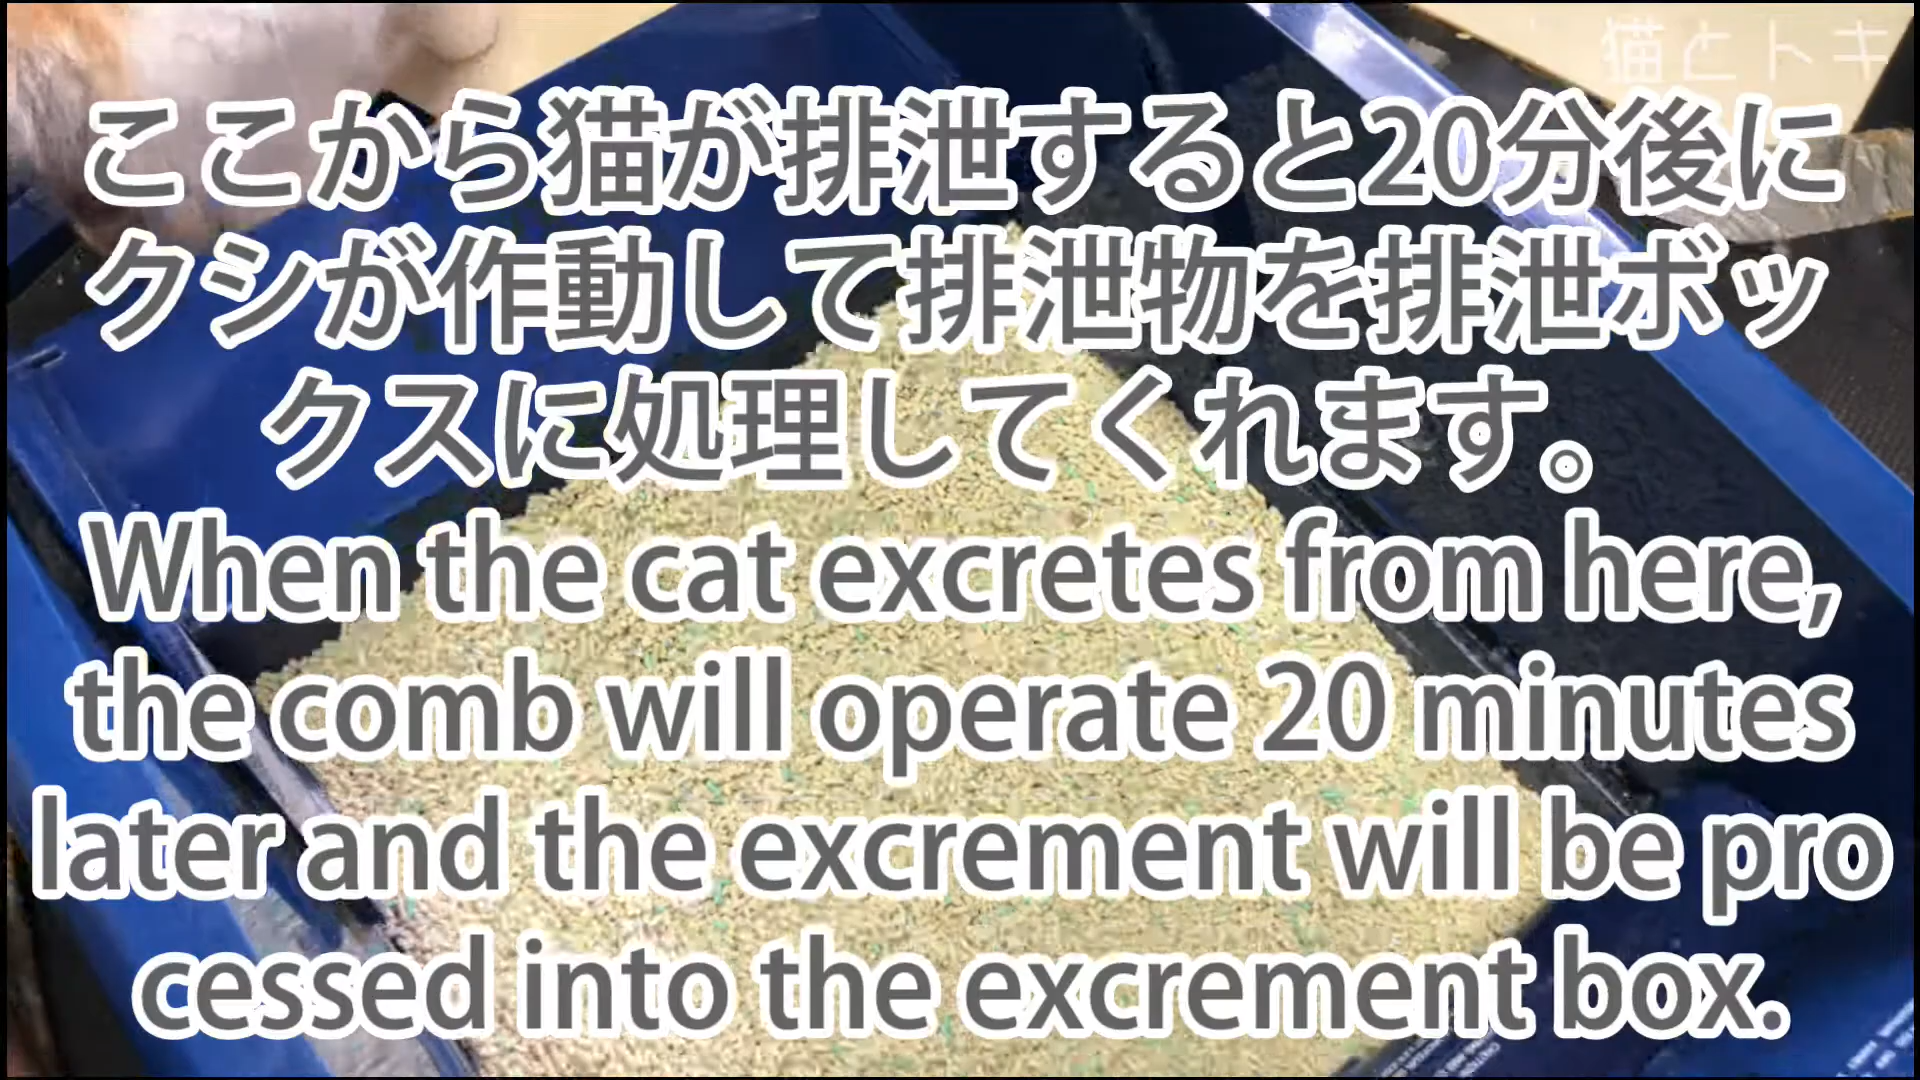 猫とトキ
ここから猫が排泄すると20分後に
クシが作動して排泄物を排泄ボッ
クスに処理してくれます。
When the cat excretes from here,
the comb will operate 20 minutes
later and the excrement will be pro
cessed into the excrement box.